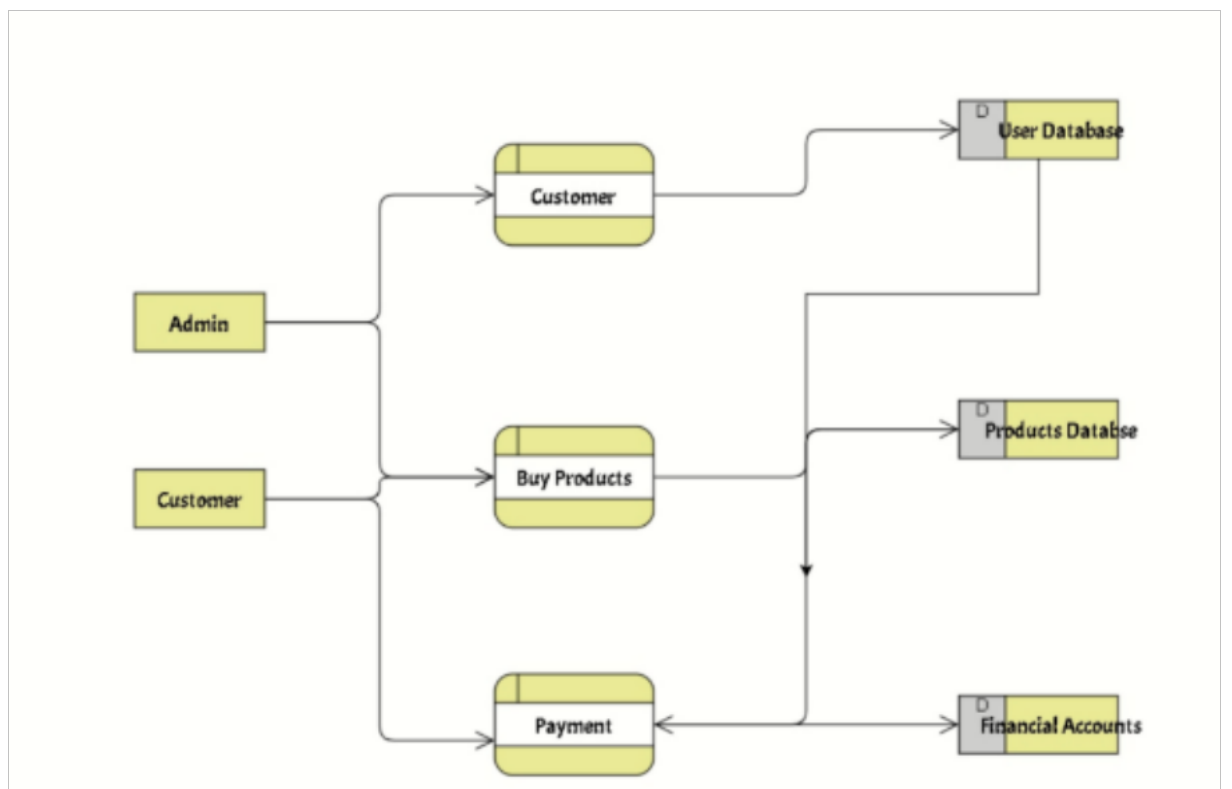 D
User Database
Customer
Admin
D
Products Databse
Buy Products
Customer
D
Financial Accounts
Payment